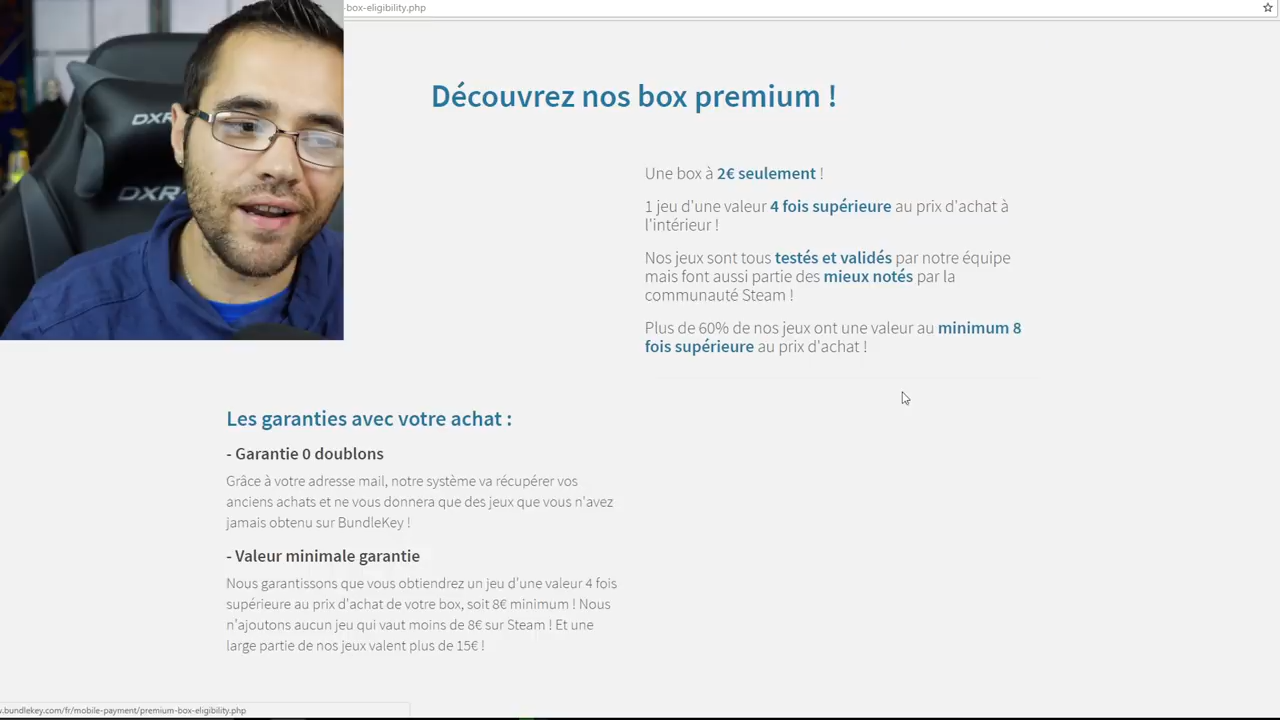 -box-eligibility.php
Découvrez nos box premium !
DXR
DXR
Une box à 2€ seulement !
1 jeu d'une valeur 4 fois supérieure au prix d'achat à
l'intérieur !
Nos jeux sont tous testés et validés par notre équipe
mais font aussi partie des mieux notés par la
communauté Steam !
Plus de 60% de nos jeux ont une valeur au minimum 8
fois supérieure au prix d'achat !
Les garanties avec votre achat :
- Garantie 0 doublons
Grâce à votre adresse mail, notre système va récupérer vos
anciens achats et ne vous donnera que des jeux que vous n'avez
jamais obtenu sur BundleKey !
- Valeur minimale garantie
Nous garantissons que vous obtiendrez un jeu d'une valeur 4 fois
supérieure au prix d'achat de votre box, soit 8€ minimum ! Nous
n'ajoutons aucun jeu qui vaut moins de 8€ sur Steam ! Et une
large partie de nos jeux valent plus de 15€ !
.bundlekey.com/fr/mobile-payment/premium-box-eligibility.php